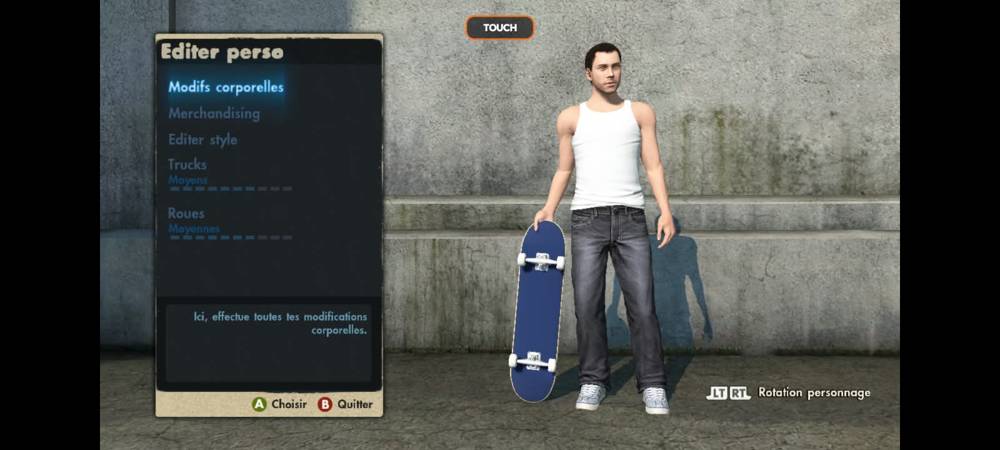 TOUCH
Editer perso
Modifs corporelles
Merchandising
Editer style
Trucks
Moyens
Roues
Moyennes
Ici, effectue toutes tes modifications
corporelles.
A Choisir B Quitter
LT RT Rotation personnage